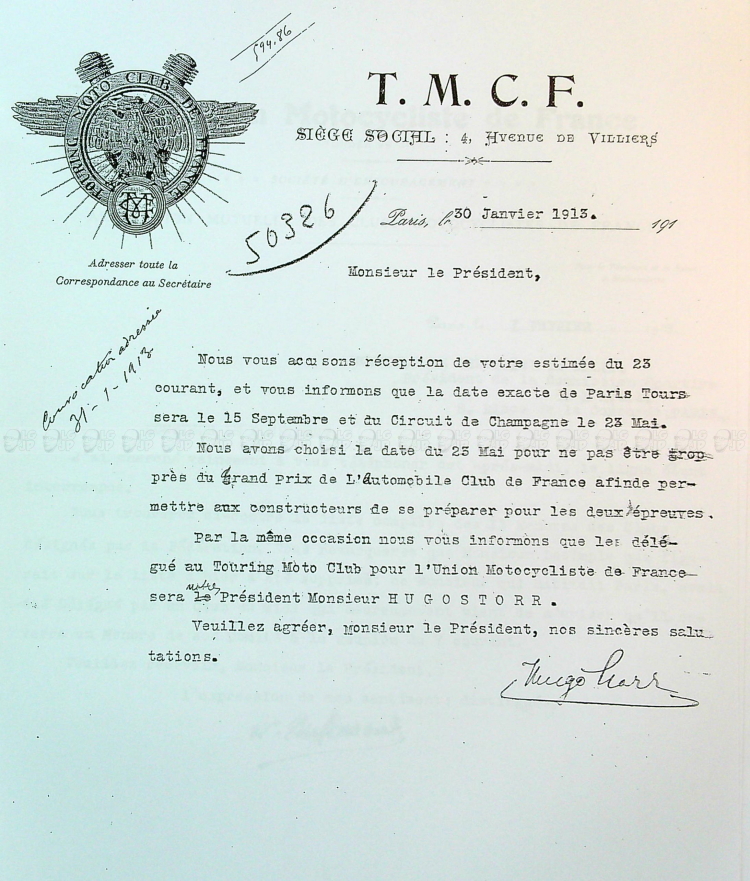 594.86
TOURING MOTO CLUB DE FRANCE
T. M. C. F.
SIÈGE SOCIAL : 4, AVENUE DE VILLIERS
50326
Paris, le 30 Janvier 1913. 191
Adresser toute la
Correspondance au Secrétaire
Monsieur le Président,
Convocation adressée
31-1-1913
Nous vous accusons réception de votre estimée du 23
courant, et vous informons que la date exacte de Paris Tours
sera le 15 Septembre et du Circuit de Champagne le 23 Mai.
Nous avons choisi la date du 23 Mai pour ne pas être trop
près du Grand Prix de L'Automobile Club de France afinde per-
mettre aux constructeurs de se préparer pour les deux épreuves.
Par la même occasion nous vous informons que le délé-
gué au Touring Moto Club pour l'Union Motocycliste de France
sera notre Président Monsieur H U G O S T O R R .
Veuillez agréer, Monsieur le Président, nos sincères salu
tations.
Hugo Storr